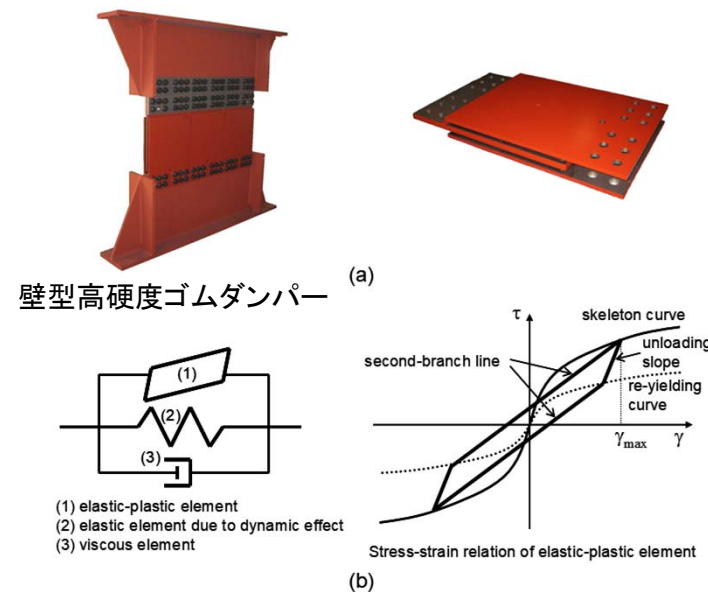 (a)
壁型高硬度ゴムダンパー
(1)
(2)
(3)
(1) elastic-plastic element
(2) elastic element due to dynamic effect
(3) viscous element
τ
skeleton curve
unloading
slope
second-branch line
re-yielding
curve
γmax
γ
Stress-strain relation of elastic-plastic element
(b)